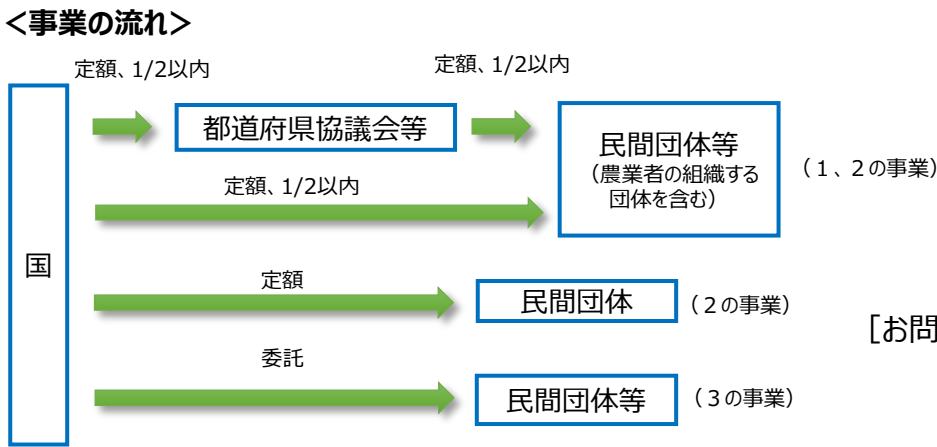 <事業の流れ>
定額、1/2以内
定額、1/2以内
都道府県協議会等
民間団体等
（農業者の組織する
団体を含む）
（１、２の事業）
定額、1/2以内
国
定額
民間団体
（２の事業）
［お問
委託
民間団体等
（３の事業）